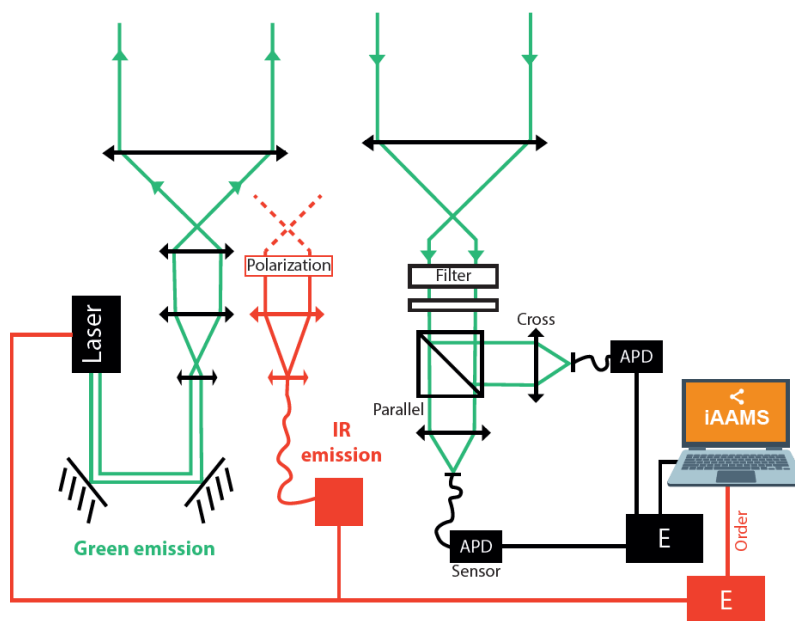 Polarization
Filter
Laser
Cross
APD
iAAMS
Parallel
IR
emission
Green emission
APD
Sensor
E
Order
E